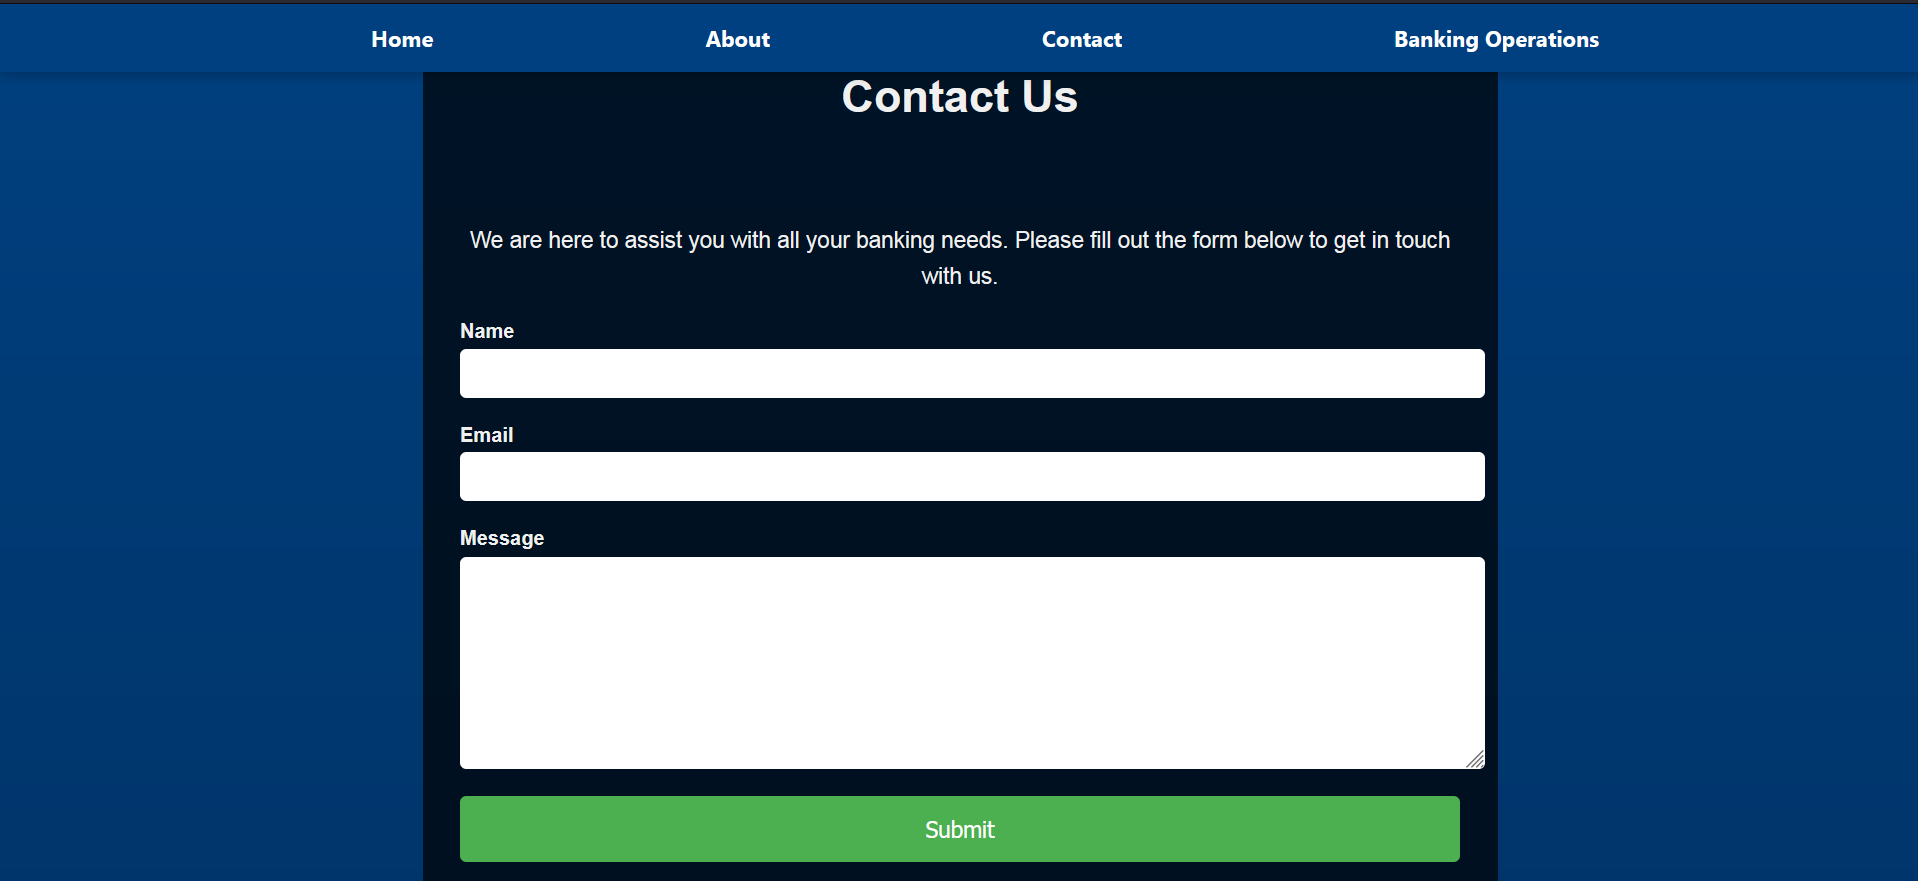 Home About Contact Banking Operations
Contact Us
We are here to assist you with all your banking needs. Please fill out the form below to get in touch
with us.
Name
Email
Message
Submit